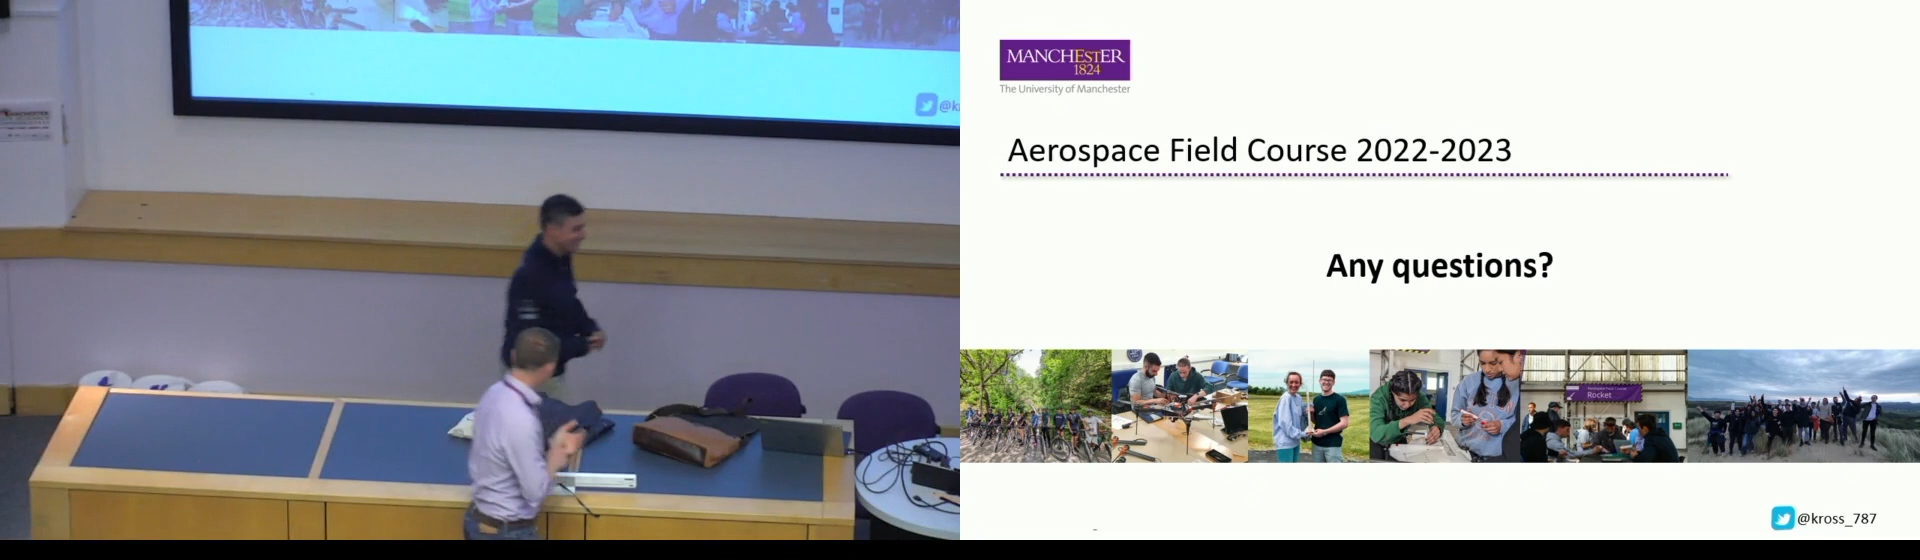 @k
MANCHESTER
1824
The University of Manchester
Aerospace Field Course 2022-2023
Any questions?
Rocket
@kross_787